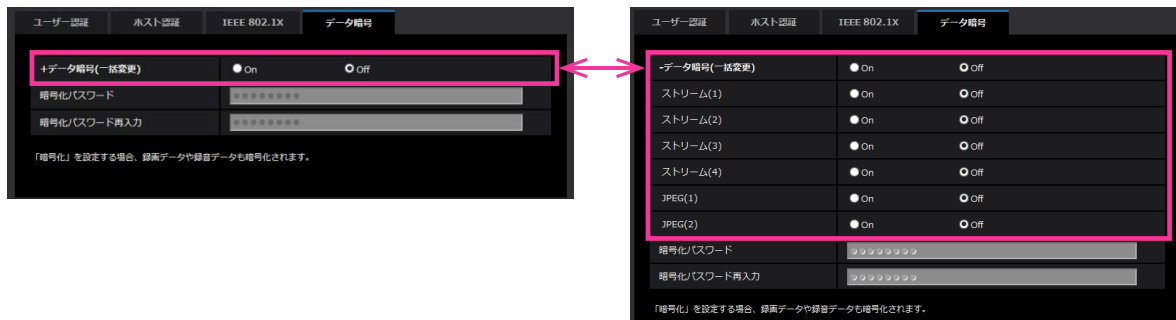 ユーザー認証 ホスト認証 IEEE 802.1X データ暗号
+データ暗号(一括変更) On Off
暗号化パスワード
暗号化パスワード再入力
「暗号化」を設定する場合、録画データや録音データも暗号化されます。
ユーザー認証 ホスト認証 IEEE 802.1X データ暗号
-データ暗号(一括変更) On Off
ストリーム(1) On Off
ストリーム(2) On Off
ストリーム(3) On Off
ストリーム(4) On Off
JPEG(1) On Off
JPEG(2) On Off
暗号化パスワード
暗号化パスワード再入力
「暗号化」を設定する場合、録画データや録音データも暗号化されます。